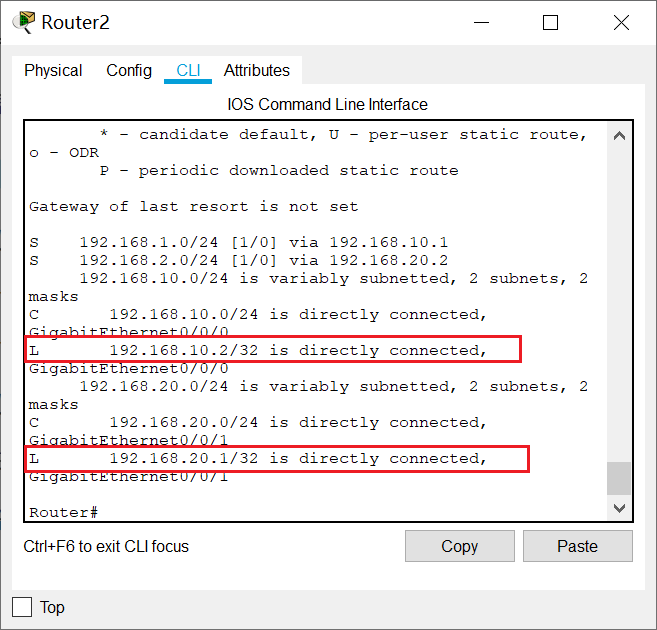 Router2
Physical Config CLI Attributes
IOS Command Line Interface
* - candidate default, U - per-user static route,
o - ODR
P - periodic downloaded static route
Gateway of last resort is not set
S 192.168.1.0/24 [1/0] via 192.168.10.1
S 192.168.2.0/24 [1/0] via 192.168.20.2
192.168.10.0/24 is variably subnetted, 2 subnets, 2
masks
C 192.168.10.0/24 is directly connected,
GigabitEthernet0/0/0
L 192.168.10.2/32 is directly connected,
GigabitEthernet0/0/0
192.168.20.0/24 is variably subnetted, 2 subnets, 2
masks
C 192.168.20.0/24 is directly connected,
GigabitEthernet0/0/1
L 192.168.20.1/32 is directly connected,
GigabitEthernet0/0/1
Router#
Ctrl+F6 to exit CLI focus
Copy Paste
Top